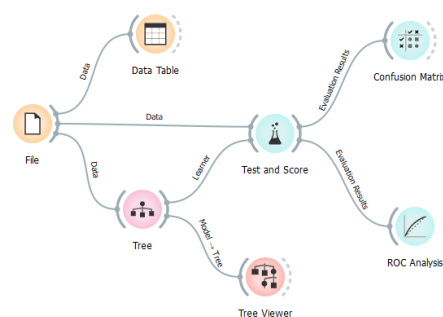 Data
Data Table
Evaluation Results
Confusion Matri
Data
File
Data
Learner
Test and Score
Evaluation Results
Tree
Model → Tree
ROC Analysis
Tree Viewer